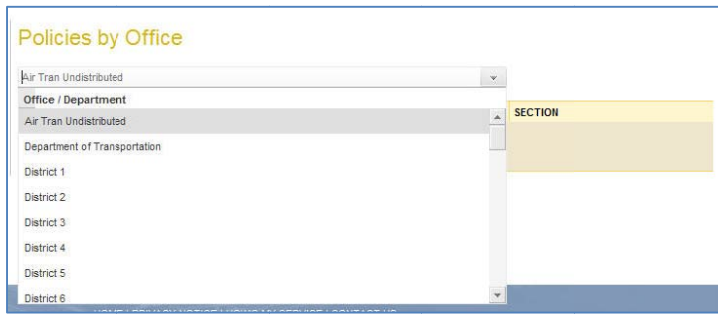 Policies by Office
Air Tran Undistributed
Office / Department
SECTION
Air Tran Undistributed
Department of Transportation
District 1
District 2
District 3
District 4
District 5
District 6